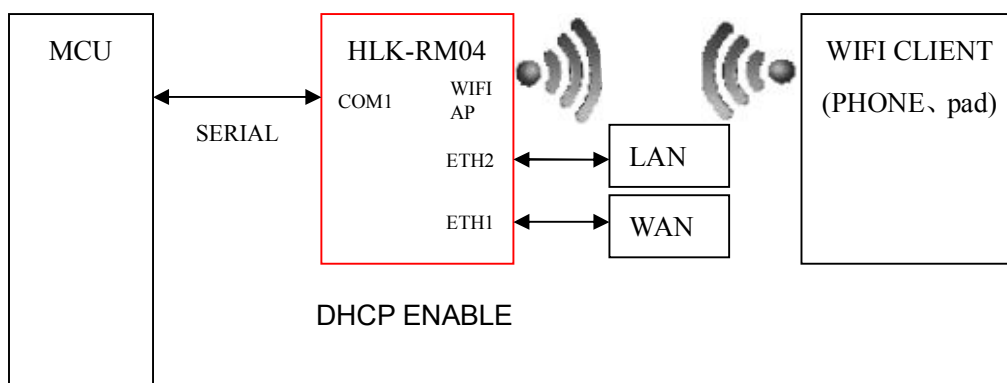 MCU
SERIAL
HLK-RM04
COM1
WIFI
AP
ETH2
ETH1
LAN
WAN
WIFI CLIENT
(PHONE、pad)
DHCP ENABLE